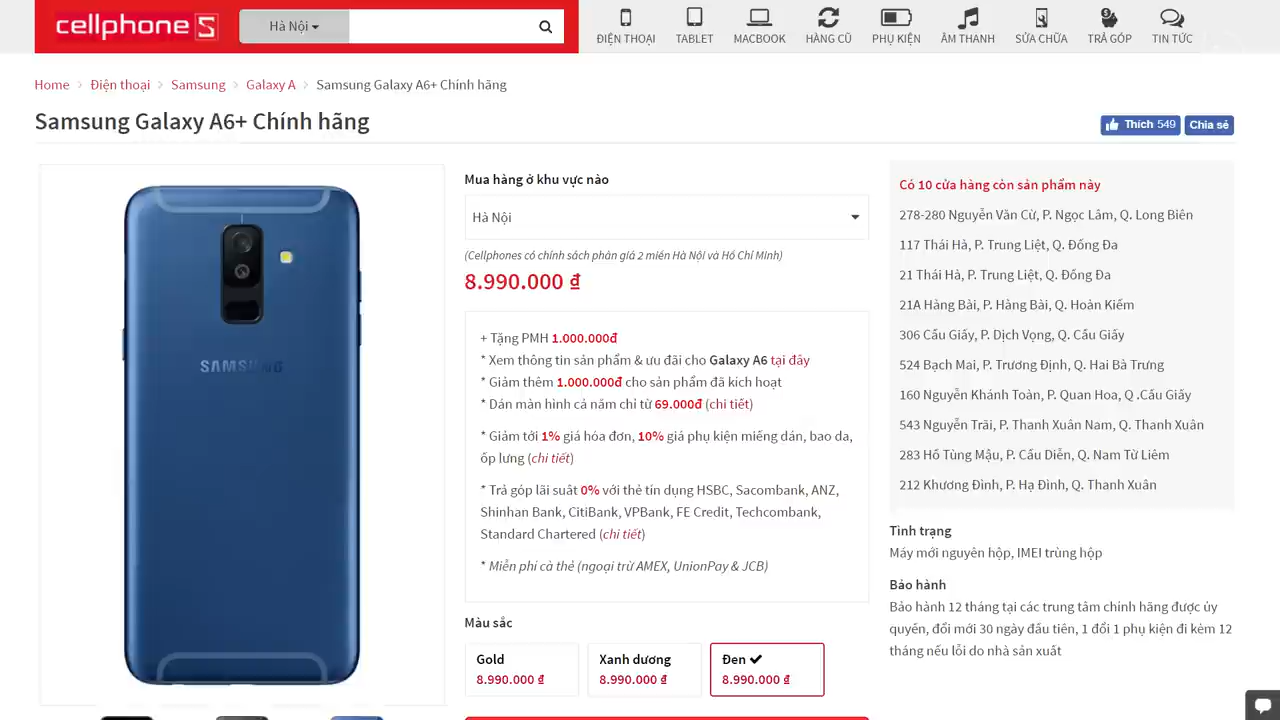 cellphone S
Hà Nội
ĐIỆN THOẠI
TABLET
MACBOOK
HÀNG CŨ
PHỤ KIỆN
ÂM THANH
SỬA CHỮA
TRẢ GÓP
TIN TỨC
Home > Điện thoại > Samsung > Galaxy A > Samsung Galaxy A6+ Chính hãng
Samsung Galaxy A6+ Chính hãng
Thích 549
Chia sẻ
SAMSUNG
Mua hàng ở khu vực nào
Hà Nội
(Cellphones có chính sách phân giá 2 miền Hà Nội và Hồ Chí Minh)
8.990.000 ₫
+ Tặng PMH 1.000.000đ
* Xem thông tin sản phẩm & ưu đãi cho Galaxy A6 tại đây
* Giảm thêm 1.000.000đ cho sản phẩm đã kích hoạt
* Dán màn hình cả năm chỉ từ 69.000đ (chi tiết)
* Giảm tới 1% giá hóa đơn, 10% giá phụ kiện miếng dán, bao da,
ốp lưng (chi tiết)
* Trả góp lãi suất 0% với thẻ tín dụng HSBC, Sacombank, ANZ,
Shinhan Bank, CitiBank, VPBank, FE Credit, Techcombank,
Standard Chartered (chi tiết)
* Miễn phí cà thẻ (ngoại trừ AMEX, UnionPay & JCB)
Màu sắc
Gold
8.990.000 ₫
Xanh dương
8.990.000 ₫
Đen
8.990.000 ₫
Có 10 cửa hàng còn sản phẩm này
278-280 Nguyễn Văn Cừ, P. Ngọc Lâm, Q. Long Biên
117 Thái Hà, P. Trung Liệt, Q. Đống Đa
21 Thái Hà, P. Trung Liệt, Q. Đống Đa
21A Hàng Bài, P. Hàng Bài, Q. Hoàn Kiếm
306 Cầu Giấy, P. Dịch Vọng, Q. Cầu Giấy
524 Bạch Mai, P. Trương Định, Q. Hai Bà Trưng
160 Nguyễn Khánh Toàn, P. Quan Hoa, Q .Cầu Giấy
543 Nguyễn Trãi, P. Thanh Xuân Nam, Q. Thanh Xuân
283 Hồ Tùng Mậu, P. Cầu Diễn, Q. Nam Từ Liêm
212 Khương Đình, P. Hạ Đình, Q. Thanh Xuân
Tình trạng
Máy mới nguyên hộp, IMEI trùng hộp
Bảo hành
Bảo hành 12 tháng tại các trung tâm chính hãng được ủy
quyền, đổi mới 30 ngày đầu tiên, 1 đổi 1 phụ kiện đi kèm 12
tháng nếu lỗi do nhà sản xuất